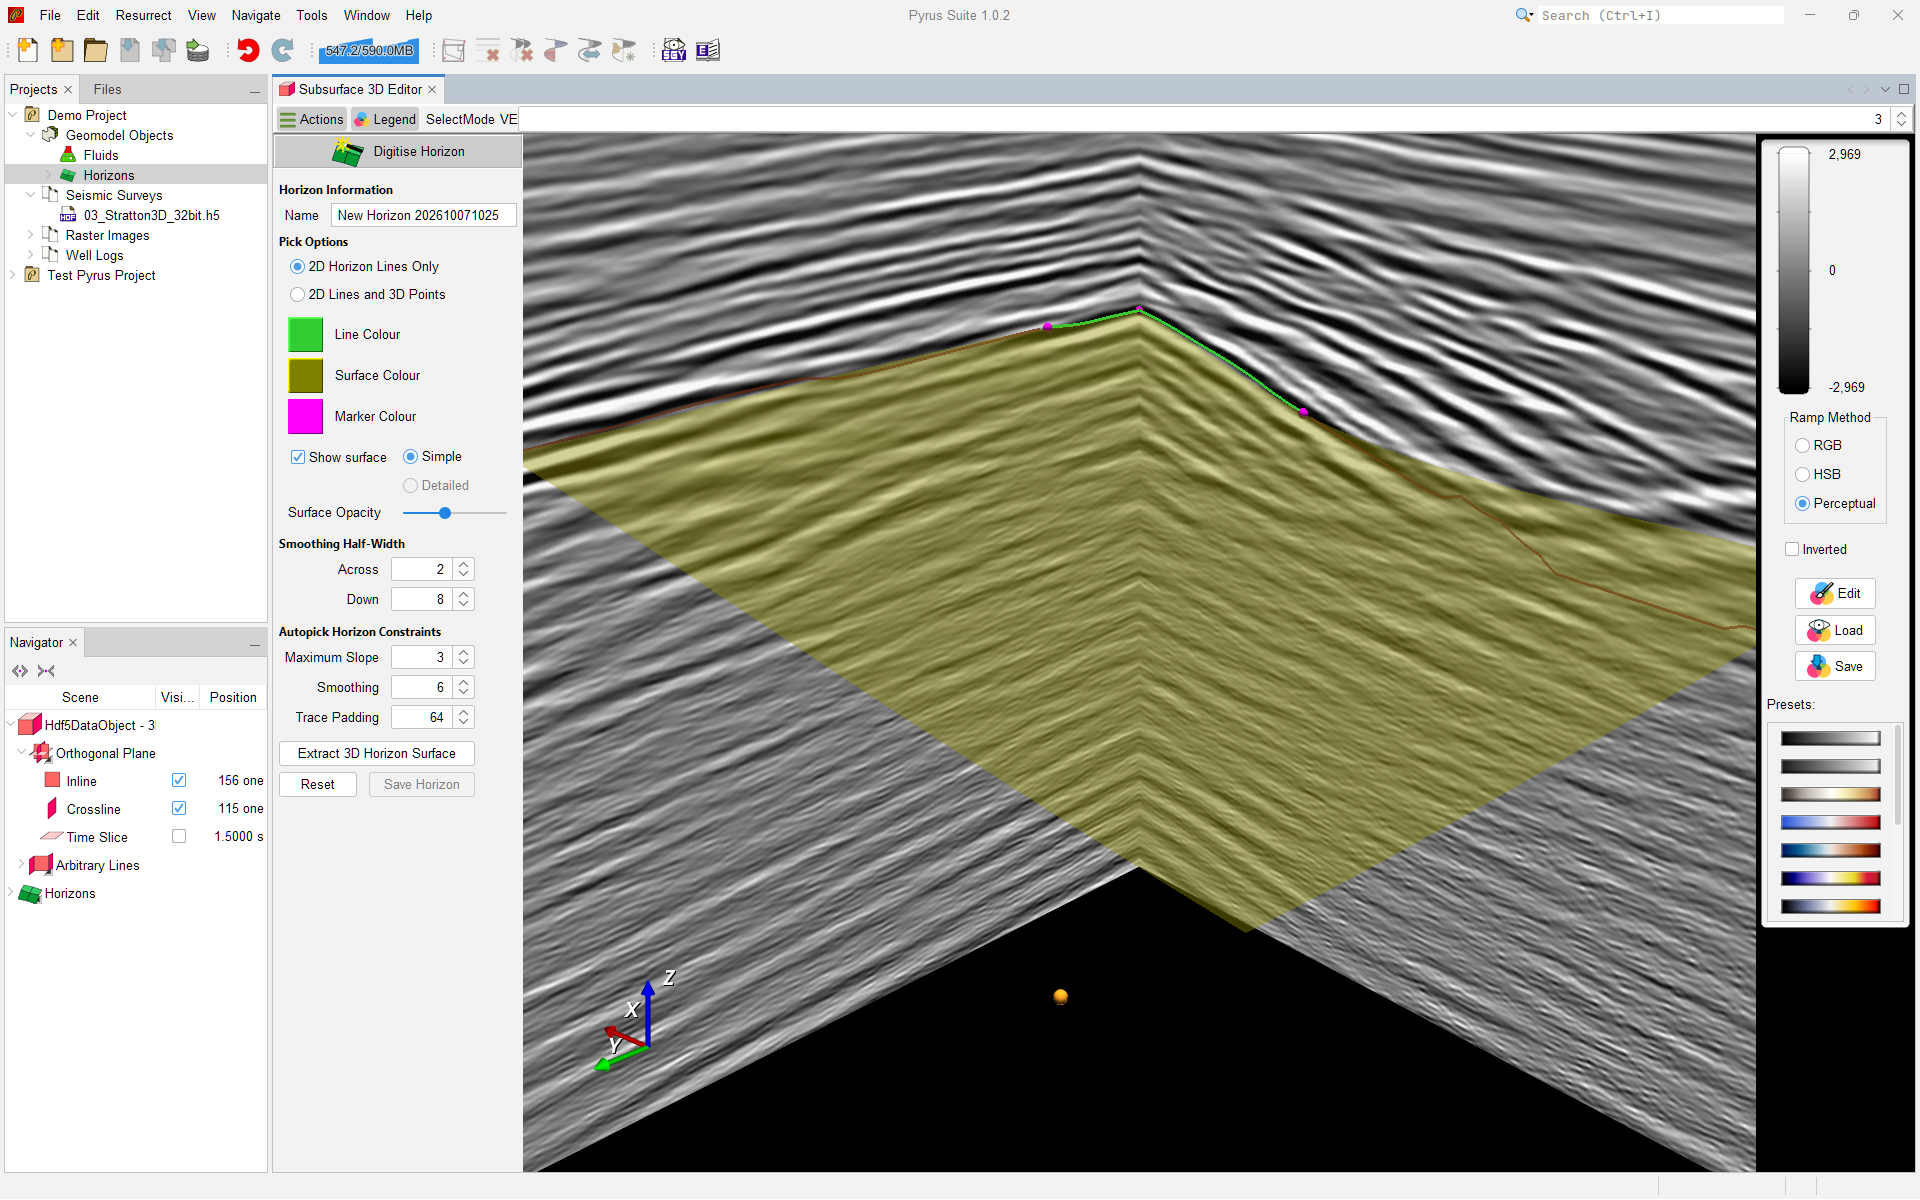 File Edit Resurrect View Navigate Tools Window Help
Pyrus Suite 1.0.2
Search (Ctrl+I)
547.2/590.0MB
SGY
E
Projects
Files
Demo Project
Geomodel Objects
Fluids
Horizons
Seismic Surveys
HDF
03_Stratton3D_32bit.h5
Raster Images
Well Logs
Test Pyrus Project
Navigator
Scene Visi... Position
Hdf5DataObject - 3
Orthogonal Plane
Inline 156 one
Crossline 115 one
Time Slice 1.5000 s
Arbitrary Lines
Horizons
Subsurface 3D Editor
Actions Legend SelectMode VE 3
Digitise Horizon
Horizon Information
Name New Horizon 202610071025
Pick Options
2D Horizon Lines Only
2D Lines and 3D Points
Line Colour
Surface Colour
Marker Colour
Show surface Simple
Detailed
Surface Opacity
Smoothing Half-Width
Across 2
Down 8
Autopick Horizon Constraints
Maximum Slope 3
Smoothing 6
Trace Padding 64
Extract 3D Horizon Surface
Reset Save Horizon
Z
X
Y
2,969
0
-2,969
Ramp Method
RGB
HSB
Perceptual
Inverted
Edit
Load
Save
Presets: